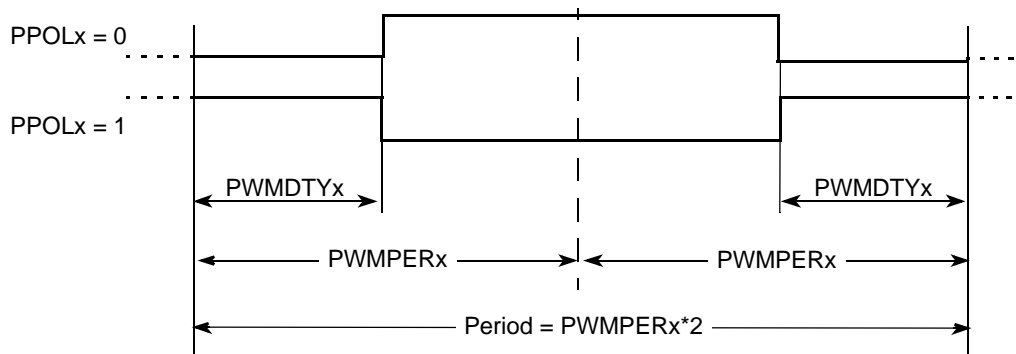 PPOLx = 0
PPOLx = 1
PWMDTYx
PWMDTYx
PWMPERx
PWMPERx
Period = PWMPERx*2